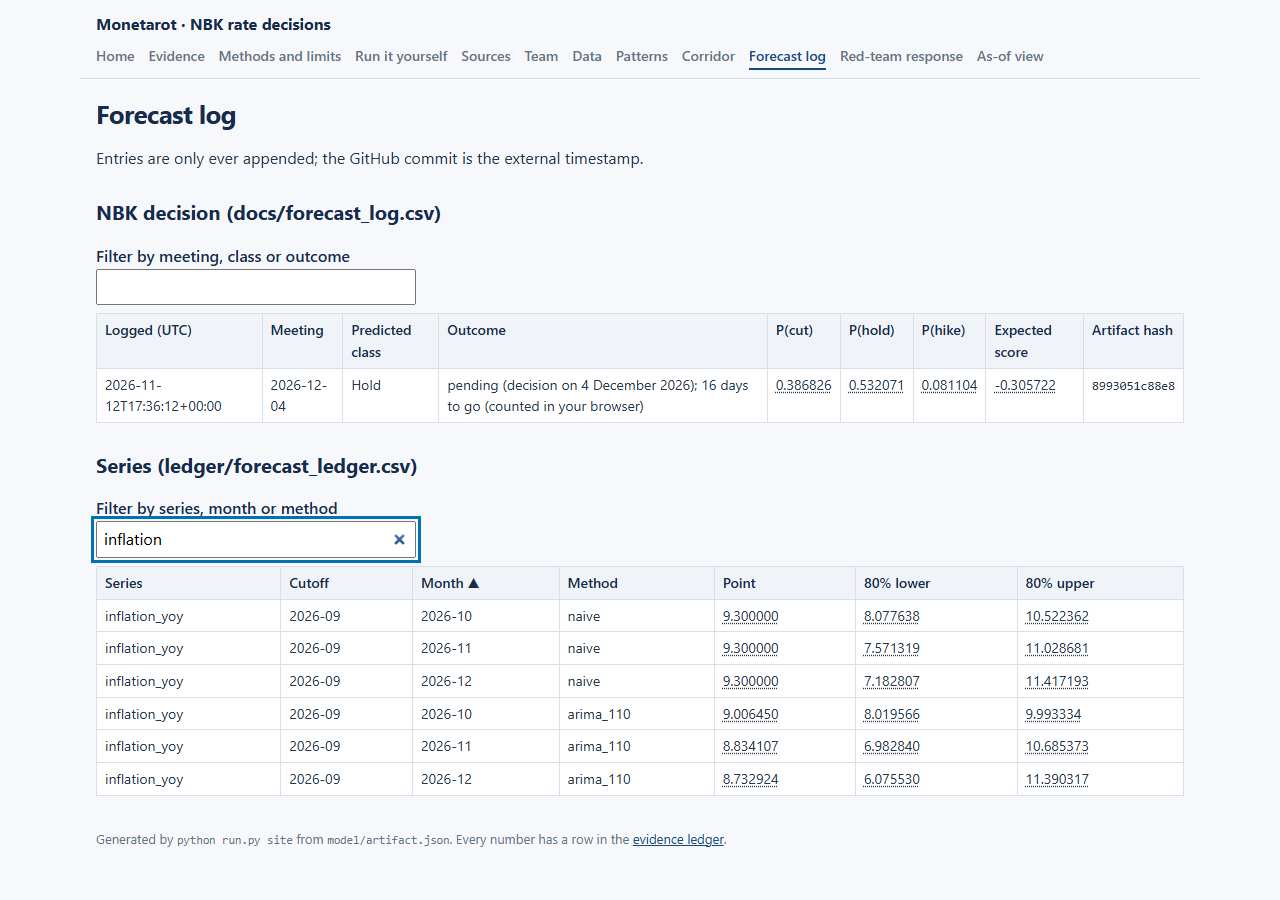 Monetarot · NBK rate decisions
Home Evidence Methods and limits Run it yourself Sources Team Data Patterns Corridor Forecast log Red-team response As-of view
Forecast log
Entries are only ever appended; the GitHub commit is the external timestamp.
NBK decision (docs/forecast_log.csv)
Filter by meeting, class or outcome
Logged (UTC) Meeting Predicted class Outcome P(cut) P(hold) P(hike) Expected score Artifact hash
2026-11-12T17:36:12+00:00 2026-12-04 Hold pending (decision on 4 December 2026); 16 days to go (counted in your browser) 0.386826 0.532071 0.081104 -0.305722 8993051c88e8
Series (ledger/forecast_ledger.csv)
Filter by series, month or method
inflation ×
Series Cutoff Month ▲ Method Point 80% lower 80% upper
inflation_yoy 2026-09 2026-10 naive 9.300000 8.077638 10.522362
inflation_yoy 2026-09 2026-11 naive 9.300000 7.571319 11.028681
inflation_yoy 2026-09 2026-12 naive 9.300000 7.182807 11.417193
inflation_yoy 2026-09 2026-10 arima_110 9.006450 8.019566 9.993334
inflation_yoy 2026-09 2026-11 arima_110 8.834107 6.982840 10.685373
inflation_yoy 2026-09 2026-12 arima_110 8.732924 6.075530 11.390317
Generated by python run.py site from model/artifact.json. Every number has a row in the evidence ledger.